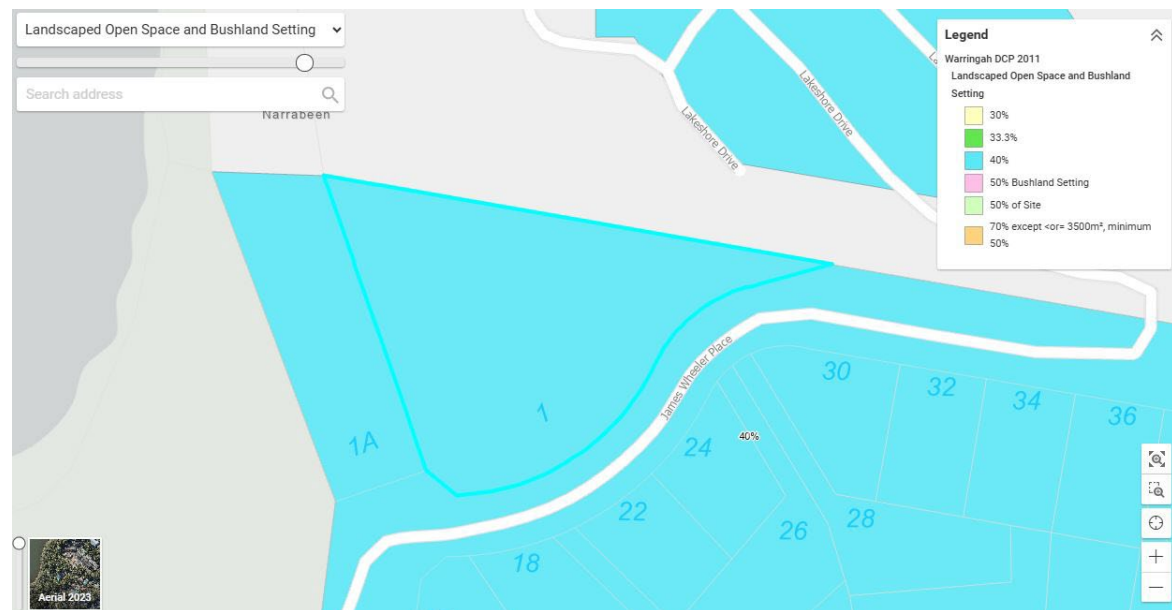 Landscaped Open Space and Bushland Setting
Search address
Narrabeen
Lakeshore Drive
Lakeshore Drive
Legend
Warringah DCP 2011
Landscaped Open Space and Bushland
Setting
30%
33.3%
40%
50% Bushland Setting
50% of Site
70% except <or= 3500m², minimum
50%
James Wheeler Place
1A
1
30
32
34
36
24
40%
22
26
28
18
Aerial 2023